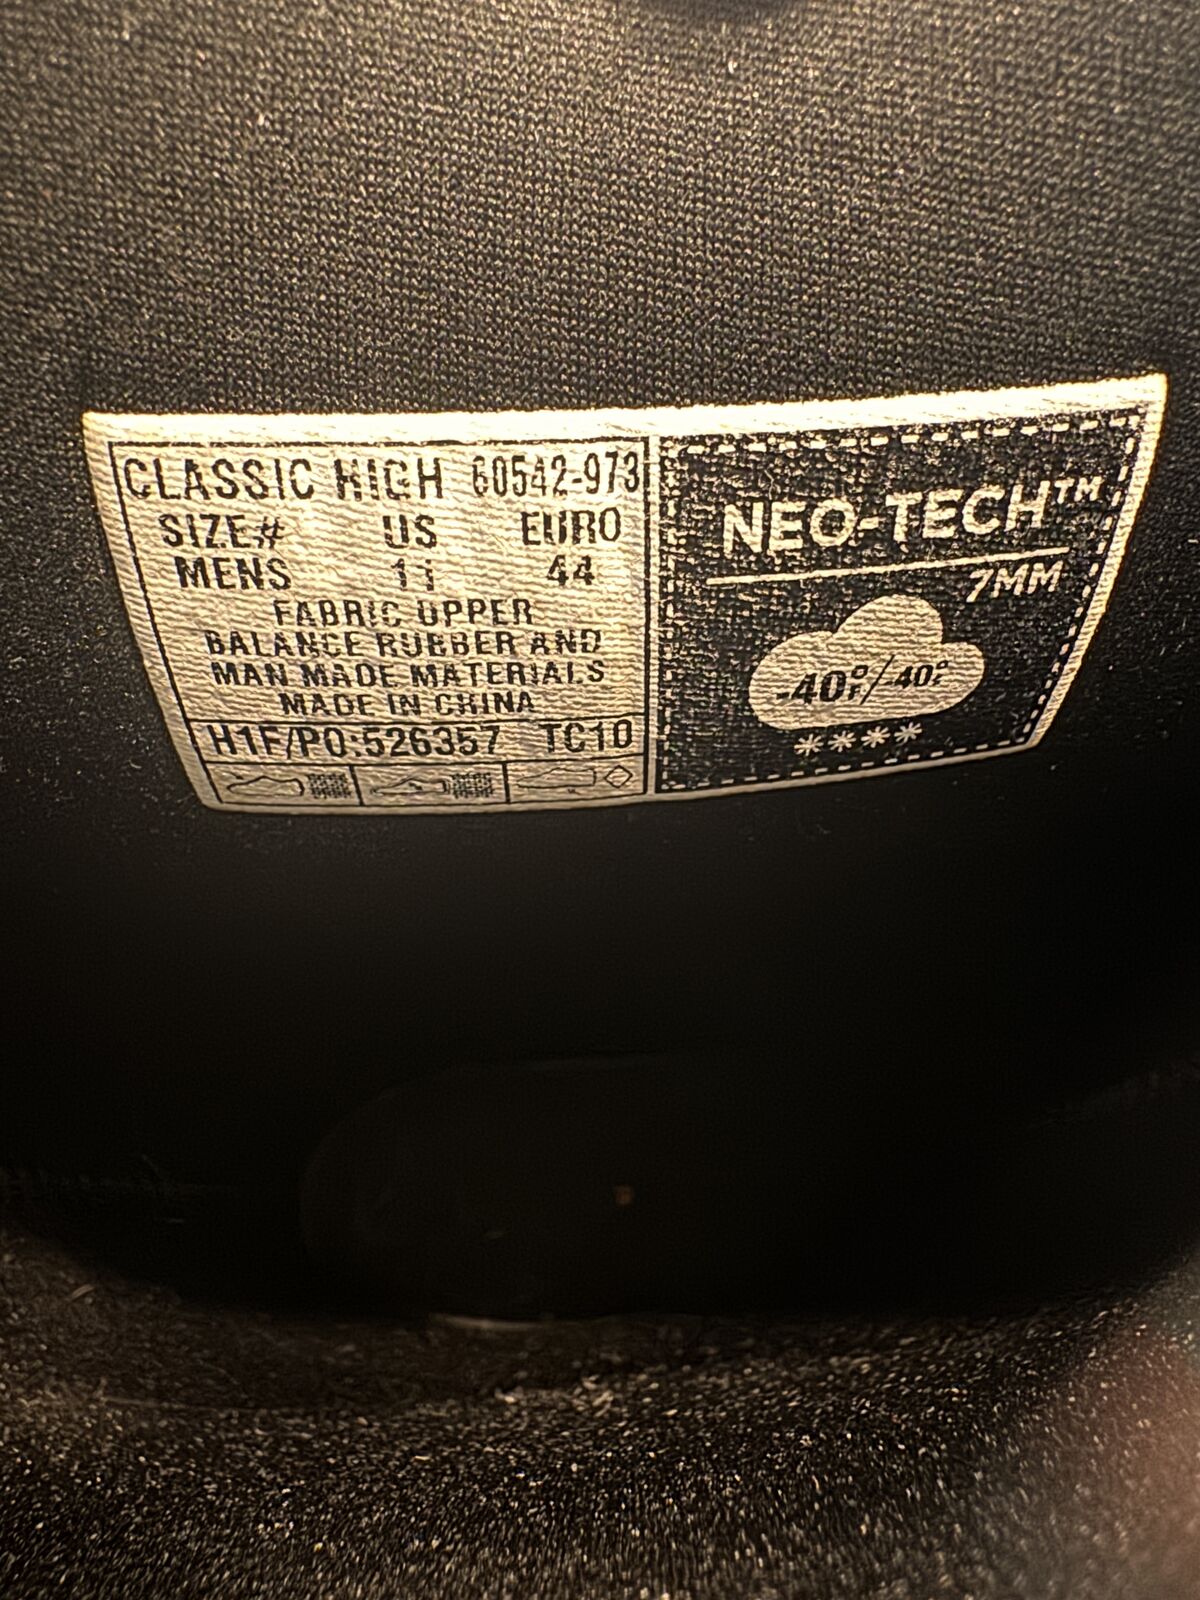 CLASSIC HIGH 60542-973
SIZE# US EURO
MENS 11 44
FABRIC UPPER
BALANCE RUBBER AND
MAN MADE MATERIALS
MADE IN CHINA
H1F/PO:526357 TC10
NEO-TECH™
7MM
-40°F/-40°F
****